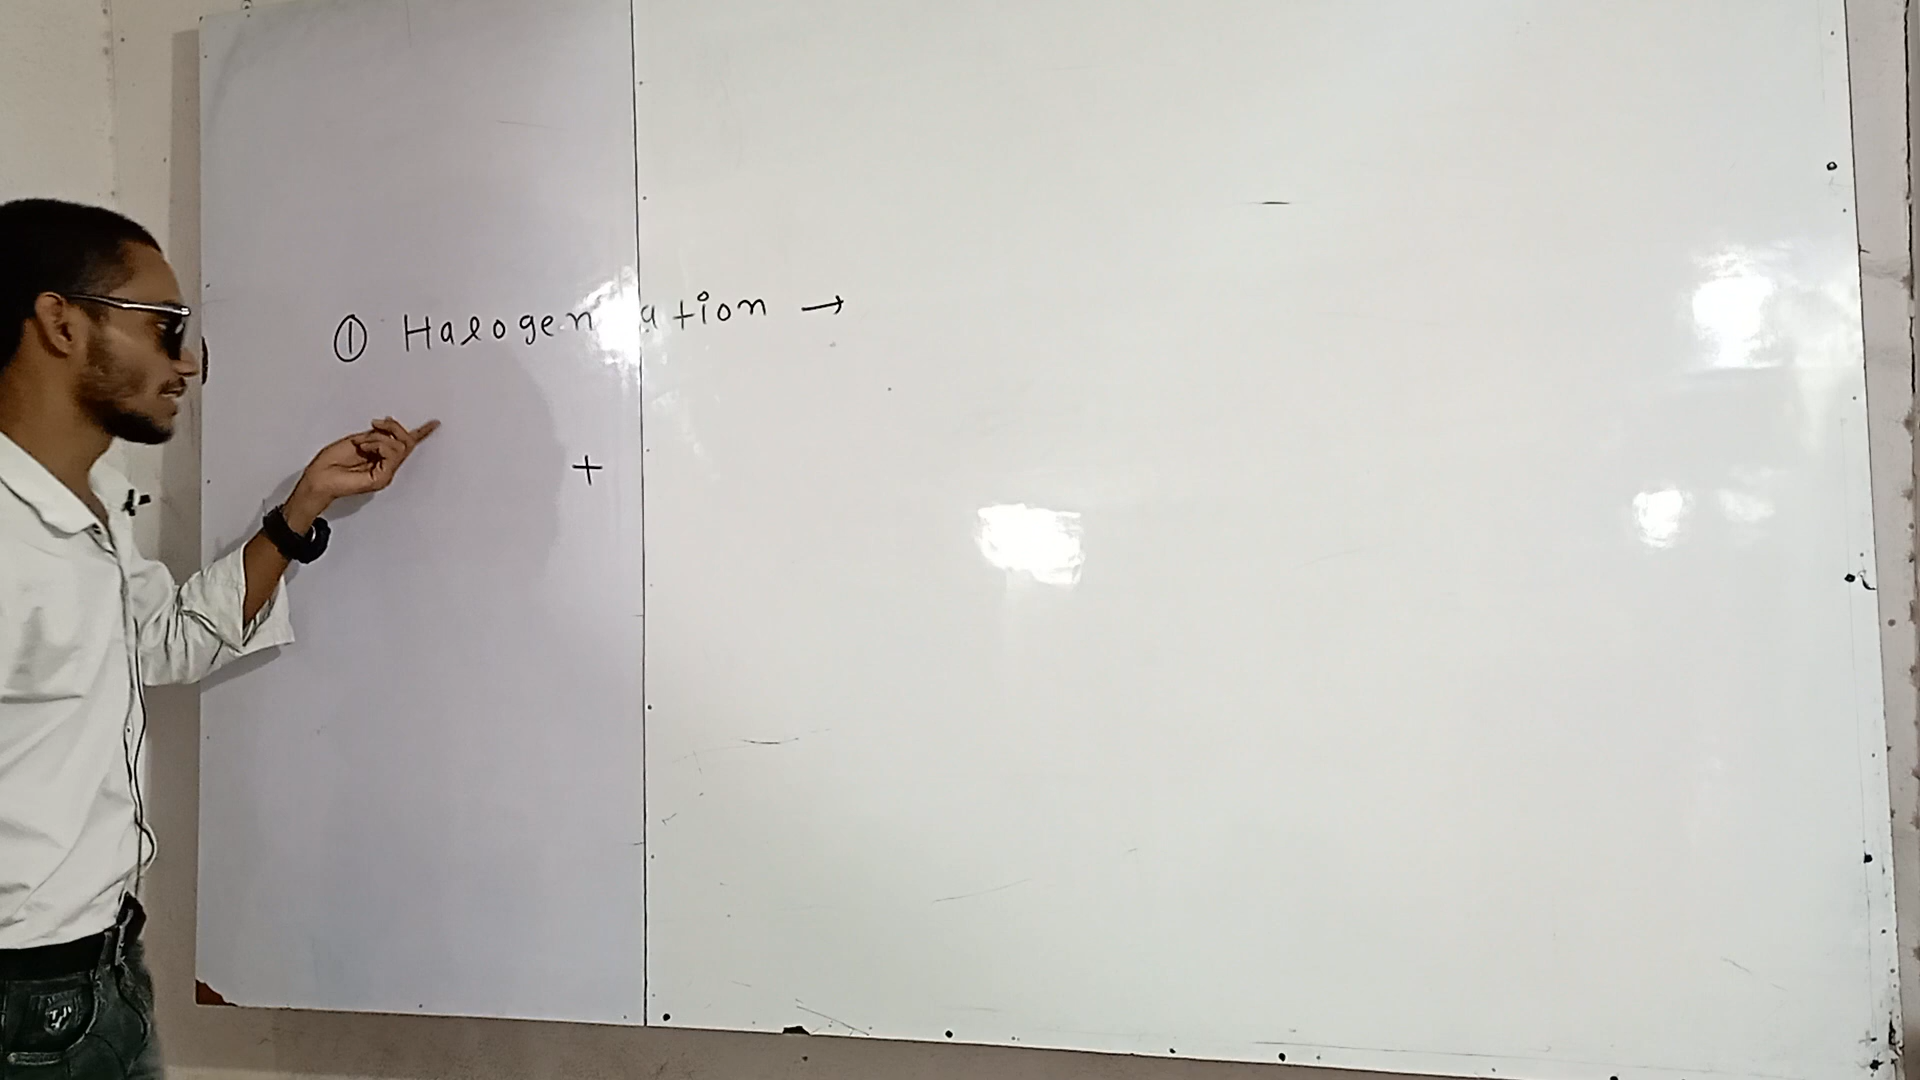 ① Halogenation →
+